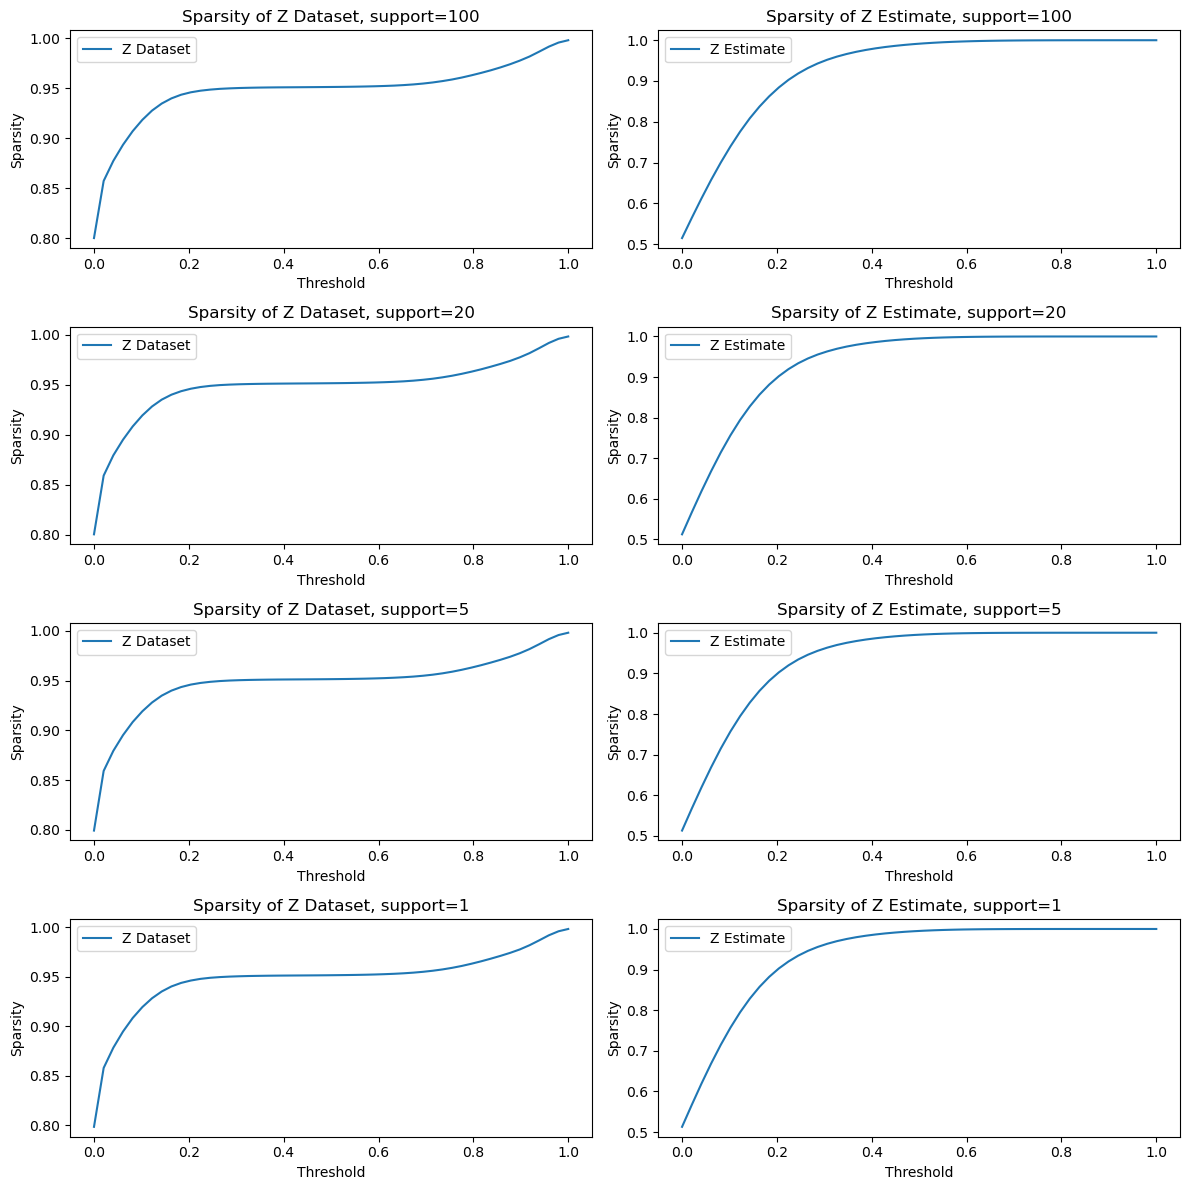 Sparsity of Z Dataset, support=100
Z Dataset
1.00
0.95
0.90
0.85
0.80
Sparsity
0.0 0.2 0.4 0.6 0.8 1.0
Threshold
Sparsity of Z Estimate, support=100
Z Estimate
1.0
0.9
0.8
0.7
0.6
0.5
Sparsity
0.0 0.2 0.4 0.6 0.8 1.0
Threshold
Sparsity of Z Dataset, support=20
Z Dataset
1.00
0.95
0.90
0.85
0.80
Sparsity
0.0 0.2 0.4 0.6 0.8 1.0
Threshold
Sparsity of Z Estimate, support=20
Z Estimate
1.0
0.9
0.8
0.7
0.6
0.5
Sparsity
0.0 0.2 0.4 0.6 0.8 1.0
Threshold
Sparsity of Z Dataset, support=5
Z Dataset
1.00
0.95
0.90
0.85
0.80
Sparsity
0.0 0.2 0.4 0.6 0.8 1.0
Threshold
Sparsity of Z Estimate, support=5
Z Estimate
1.0
0.9
0.8
0.7
0.6
0.5
Sparsity
0.0 0.2 0.4 0.6 0.8 1.0
Threshold
Sparsity of Z Dataset, support=1
Z Dataset
1.00
0.95
0.90
0.85
0.80
Sparsity
0.0 0.2 0.4 0.6 0.8 1.0
Threshold
Sparsity of Z Estimate, support=1
Z Estimate
1.0
0.9
0.8
0.7
0.6
0.5
Sparsity
0.0 0.2 0.4 0.6 0.8 1.0
Threshold